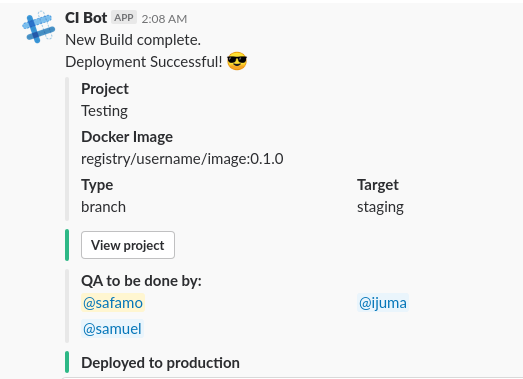 CI Bot APP 2:08 AM
New Build complete.
Deployment Successful! 😎
Project
Testing
Docker Image
registry/username/image:0.1.0
Type Target
branch staging
View project
QA to be done by:
@safamo @ijuma
@samuel
Deployed to production